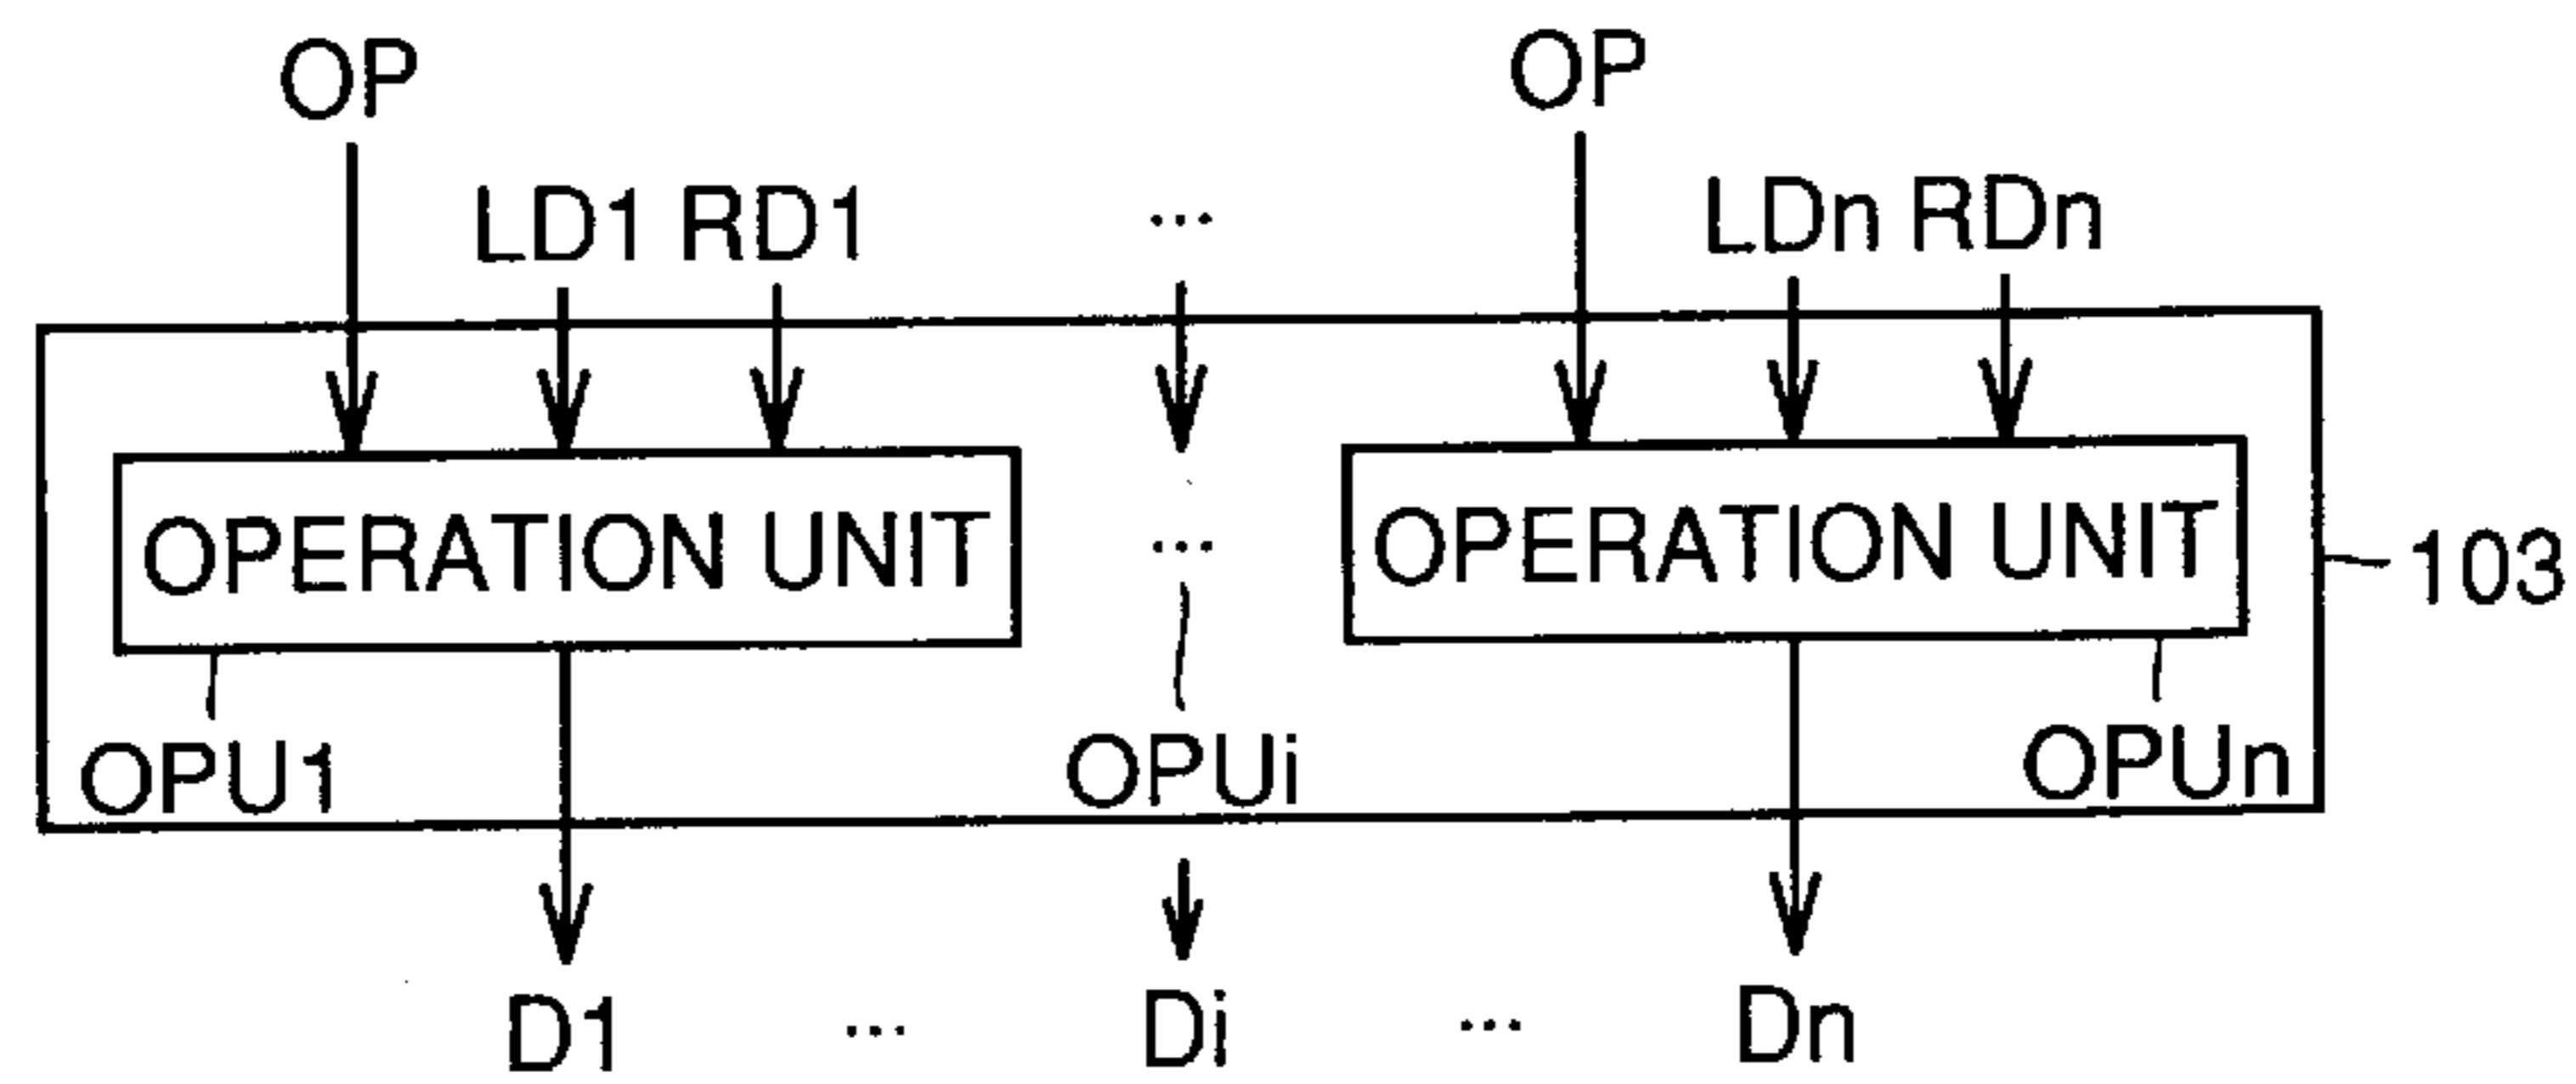 OP OP
LD1 RD1 ... LDn RDn
OPERATION UNIT ... OPERATION UNIT
103
OPU1 OPUi OPUn
D1 ... Di ... Dn